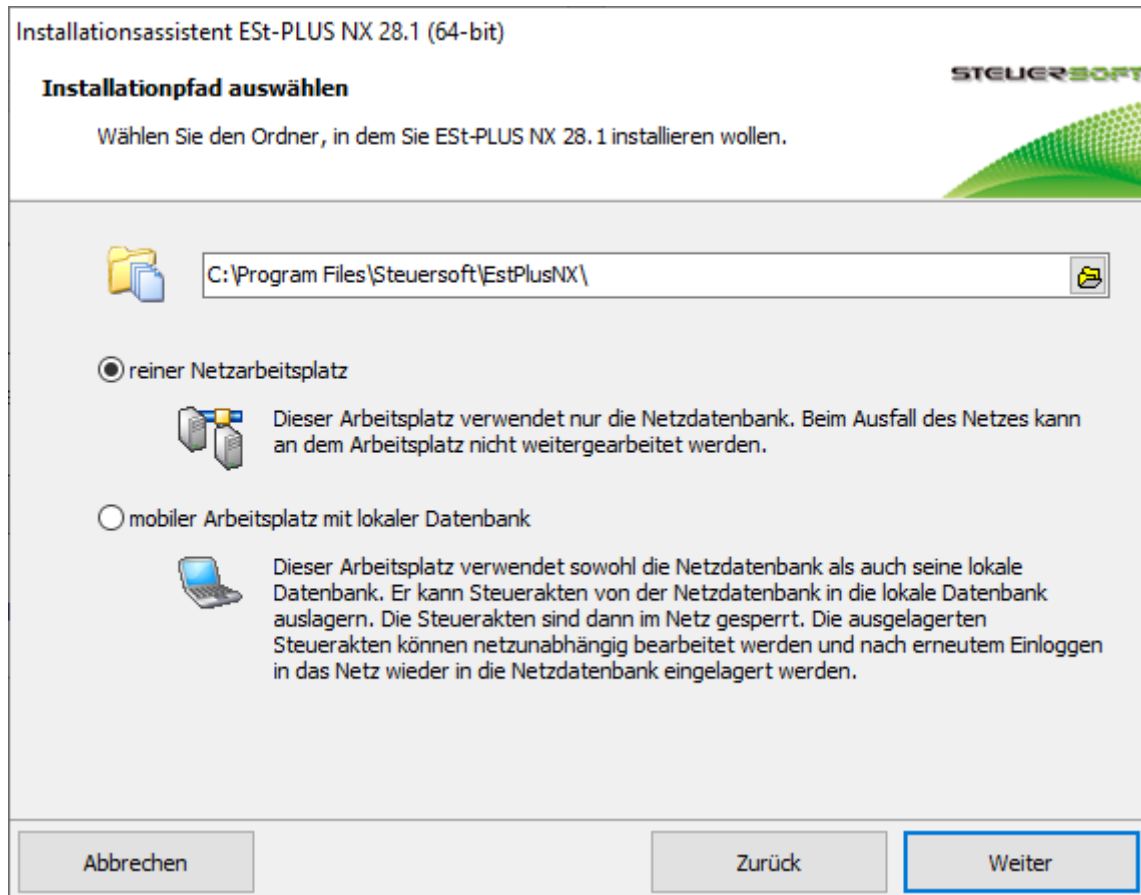 Installationsassistent ESt-PLUS NX 28.1 (64-bit)
STEUERSOFT
Installationpfad auswählen
Wählen Sie den Ordner, in dem Sie ESt-PLUS NX 28.1 installieren wollen.
C:\Program Files\Steuersoft\EstPlusNX\
reiner Netzarbeitsplatz
Dieser Arbeitsplatz verwendet nur die Netzdatenbank. Beim Ausfall des Netzes kann
an dem Arbeitsplatz nicht weitergearbeitet werden.
mobiler Arbeitsplatz mit lokaler Datenbank
Dieser Arbeitsplatz verwendet sowohl die Netzdatenbank als auch seine lokale
Datenbank. Er kann Steuerakten von der Netzdatenbank in die lokale Datenbank
auslagern. Die Steuerakten sind dann im Netz gesperrt. Die ausgelagerten
Steuerakten können netzunabhängig bearbeitet werden und nach erneutem Einloggen
in das Netz wieder in die Netzdatenbank eingelagert werden.
Abbrechen
Zurück
Weiter